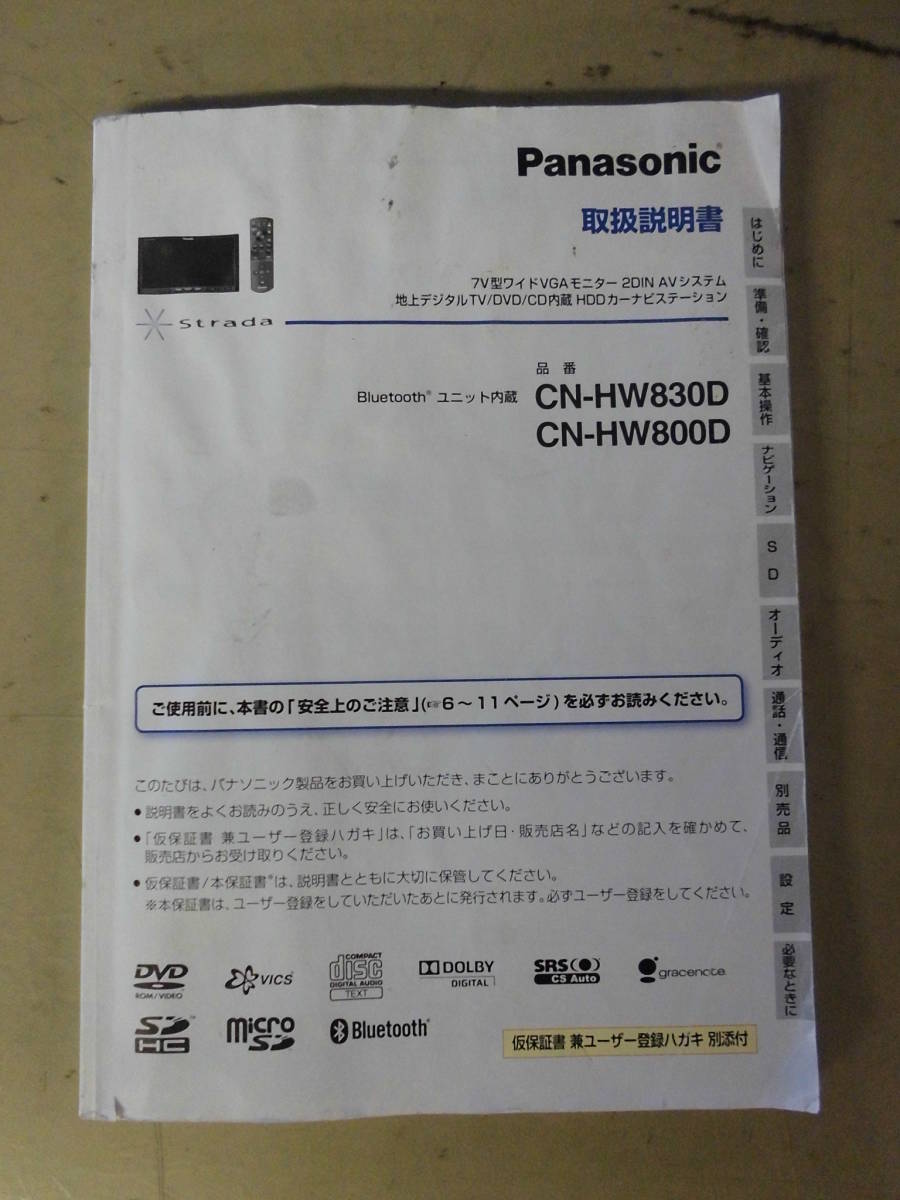 Panasonic®
取扱説明書
7V型ワイドVGAモニター 2DIN AVシステム
地上デジタルTV/DVD/CD内蔵 HDDカーナビステーション
Strada
品番
Bluetooth® ユニット内蔵 CN-HW830D
CN-HW800D
ご使用前に、本書の「安全上のご注意」(☞6～11ページ)を必ずお読みください。
このたびは、パナソニック製品をお買い上げいただき、まことにありがとうございます。
● 説明書をよくお読みのうえ、正しく安全にお使いください。
● 「仮保証書 兼ユーザー登録ハガキ」は、「お買い上げ日・販売店名」などの記入を確かめて、
販売店からお受け取りください。
● 仮保証書/本保証書※は、説明書とともに大切に保管してください。
※本保証書は、ユーザー登録をしていただいたあとに発行されます。必ずユーザー登録をしてください。
DVD
ROM/VIDEO
VICS
COMPACT
disc
DIGITAL AUDIO
TEXT
DOLBY
DIGITAL
SRS
CS Auto
gracenote
SD
HC
micro
SD
Bluetooth®
仮保証書 兼ユーザー登録ハガキ 別添付
はじめに
準備・確認
基本操作
ナビゲーション
SD
オーディオ
通話・通信
別売品
設定
必要なときに